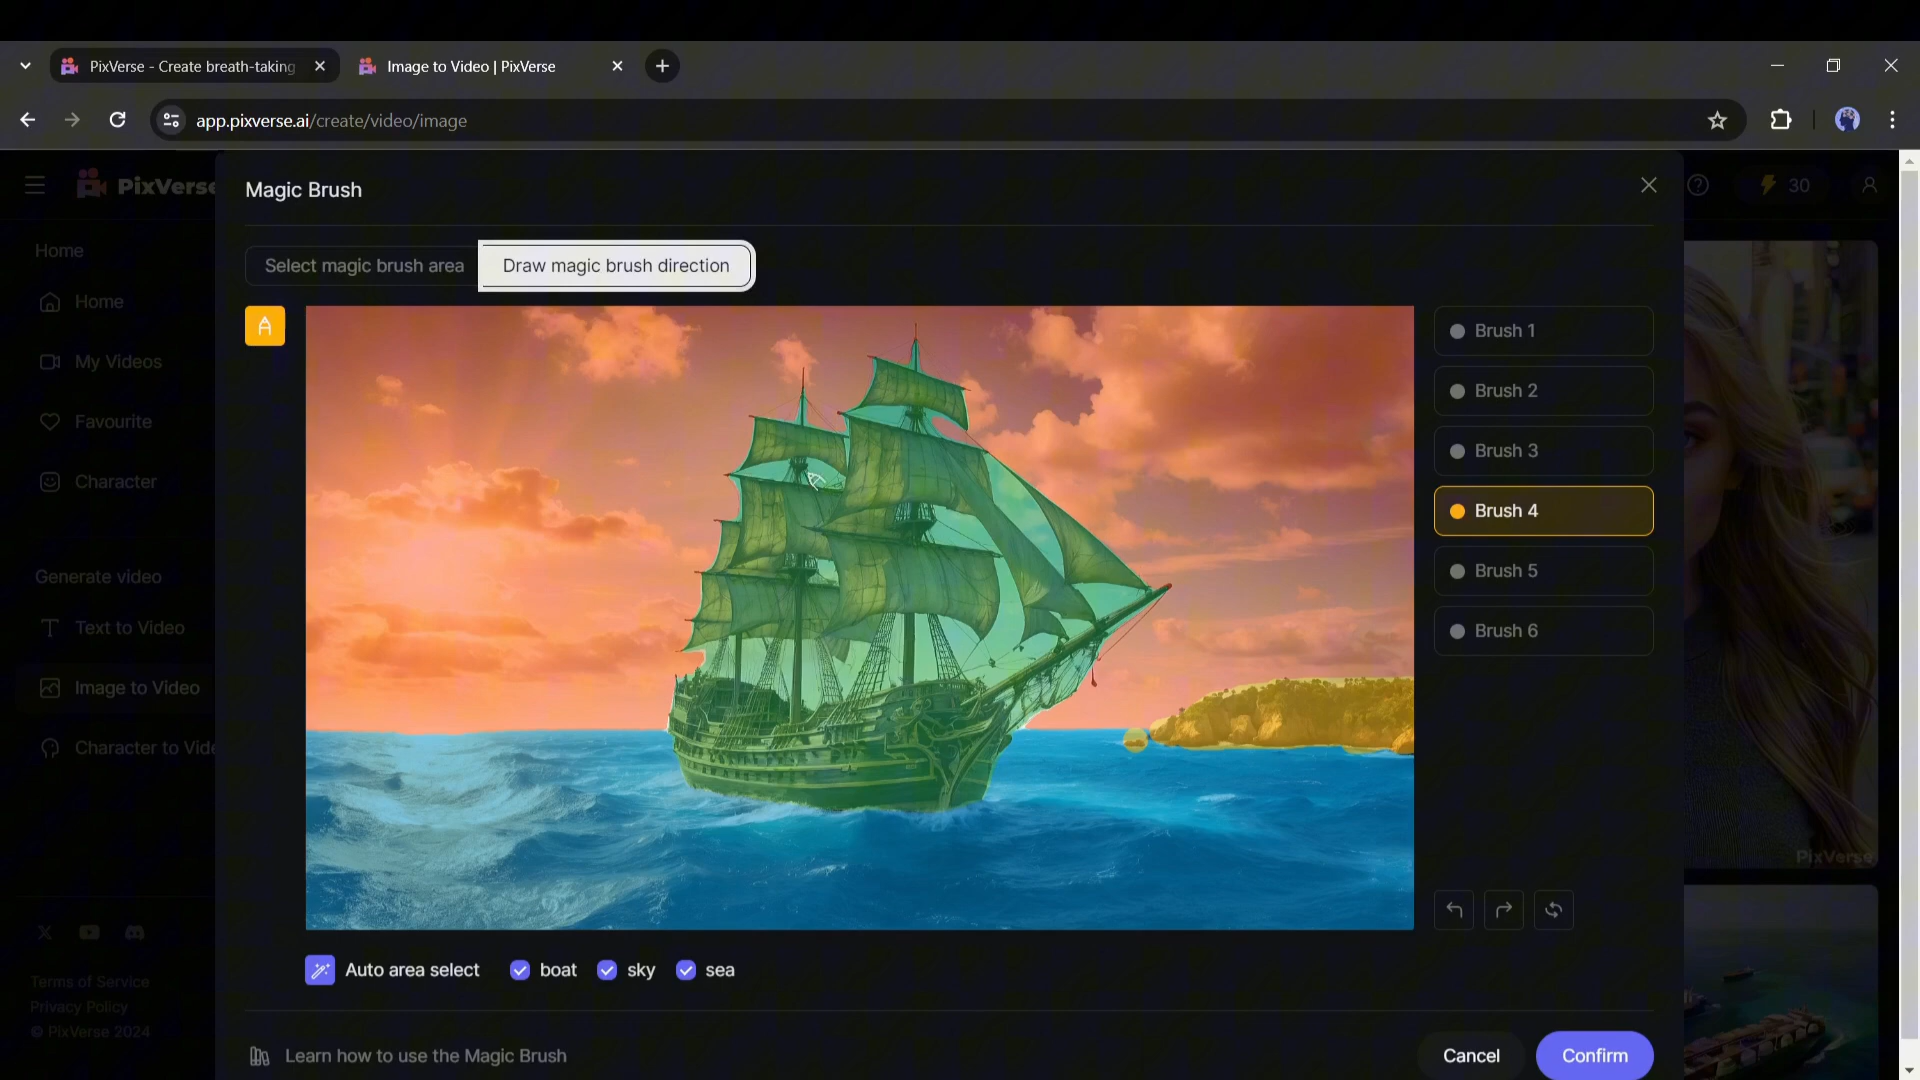 PixVerse - Create breath-taking
Image to Video | PixVerse
app.pixverse.ai/create/video/image
PixVerse
Magic Brush
30
Home
Select magic brush area
Draw magic brush direction
Home
My Videos
Favourite
Character
Brush 1
Brush 2
Brush 3
Brush 4
Brush 5
Brush 6
Generate video
Text to Video
Image to Video
Character to Vide
PixVerse
Auto area select
boat
sky
sea
Terms of Service
Privacy Policy
© PixVerse 2024
Learn how to use the Magic Brush
Cancel
Confirm